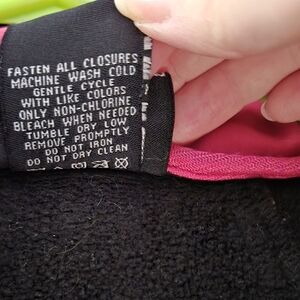 FASTEN ALL CLOSURES
MACHINE WASH COLD
GENTLE CYCLE
WITH LIKE COLORS
ONLY NON-CHLORINE
BLEACH WHEN NEEDED
TUMBLE DRY LOW
REMOVE PROMPTLY
DO NOT IRON
DO NOT DRY CLEAN